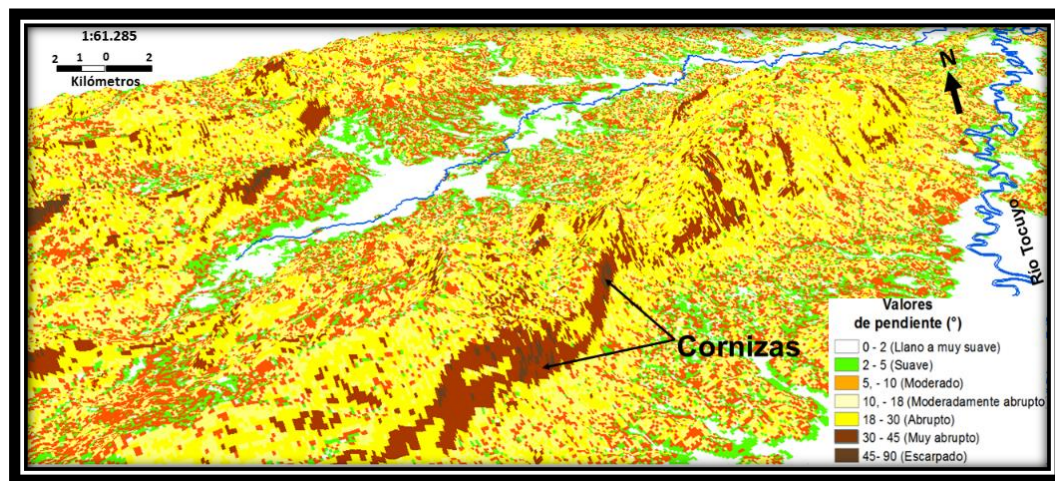 1:61.285
2 1 0 2
Kilómetros
N
Río Tocuyo
Cornizas
Valores
de pendiente (°)
0 - 2 (Llano a muy suave)
2 - 5 (Suave)
5, - 10 (Moderado)
10, - 18 (Moderadamente abrupto
18 - 30 (Abrupto)
30 - 45 (Muy abrupto)
45- 90 (Escarpado)